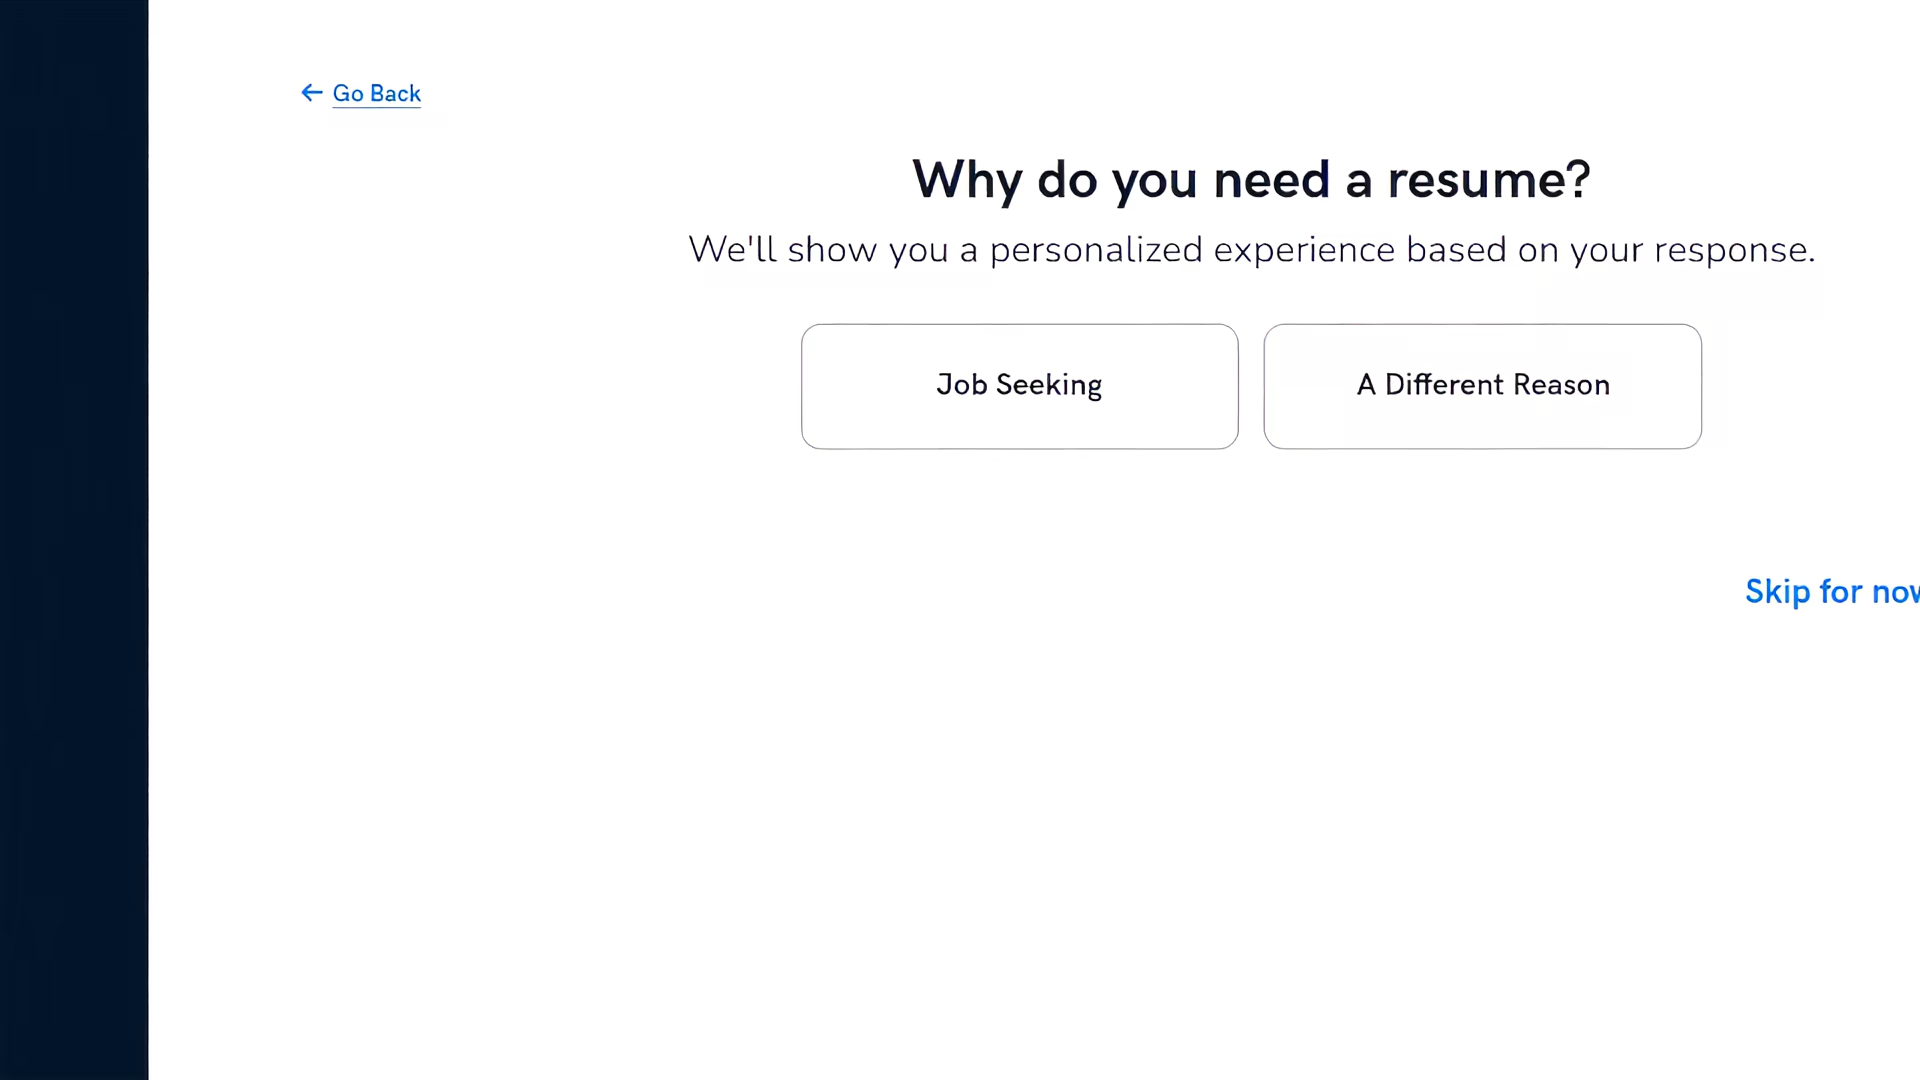 Go Back
Why do you need a resume?
We'll show you a personalized experience based on your response.
Job Seeking
A Different Reason
Skip for